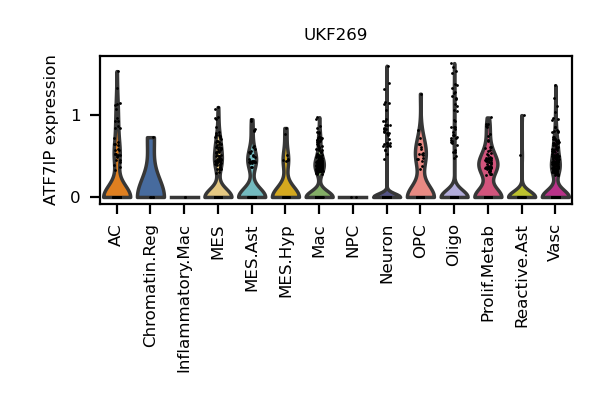 UKF269
ATF7IP expression
1
0
AC
Chromatin.Reg
Inflammatory.Mac
MES
MES.Ast
MES.Hyp
Mac
NPC
Neuron
OPC
Oligo
Prolif.Metab
Reactive.Ast
Vasc